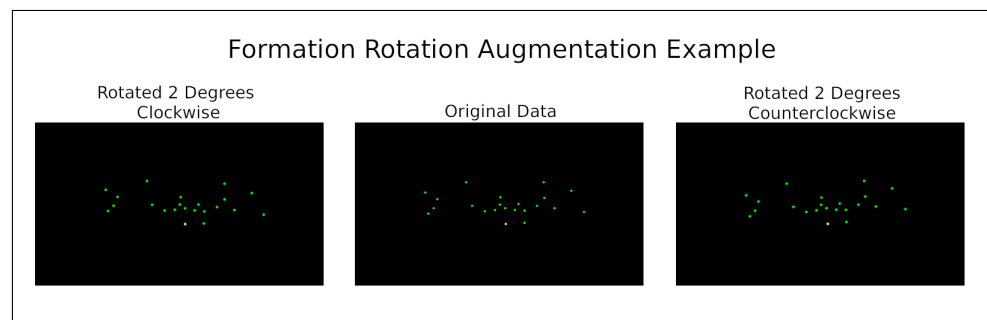 Formation Rotation Augmentation Example
Rotated 2 Degrees
Clockwise
Original Data
Rotated 2 Degrees
Counterclockwise